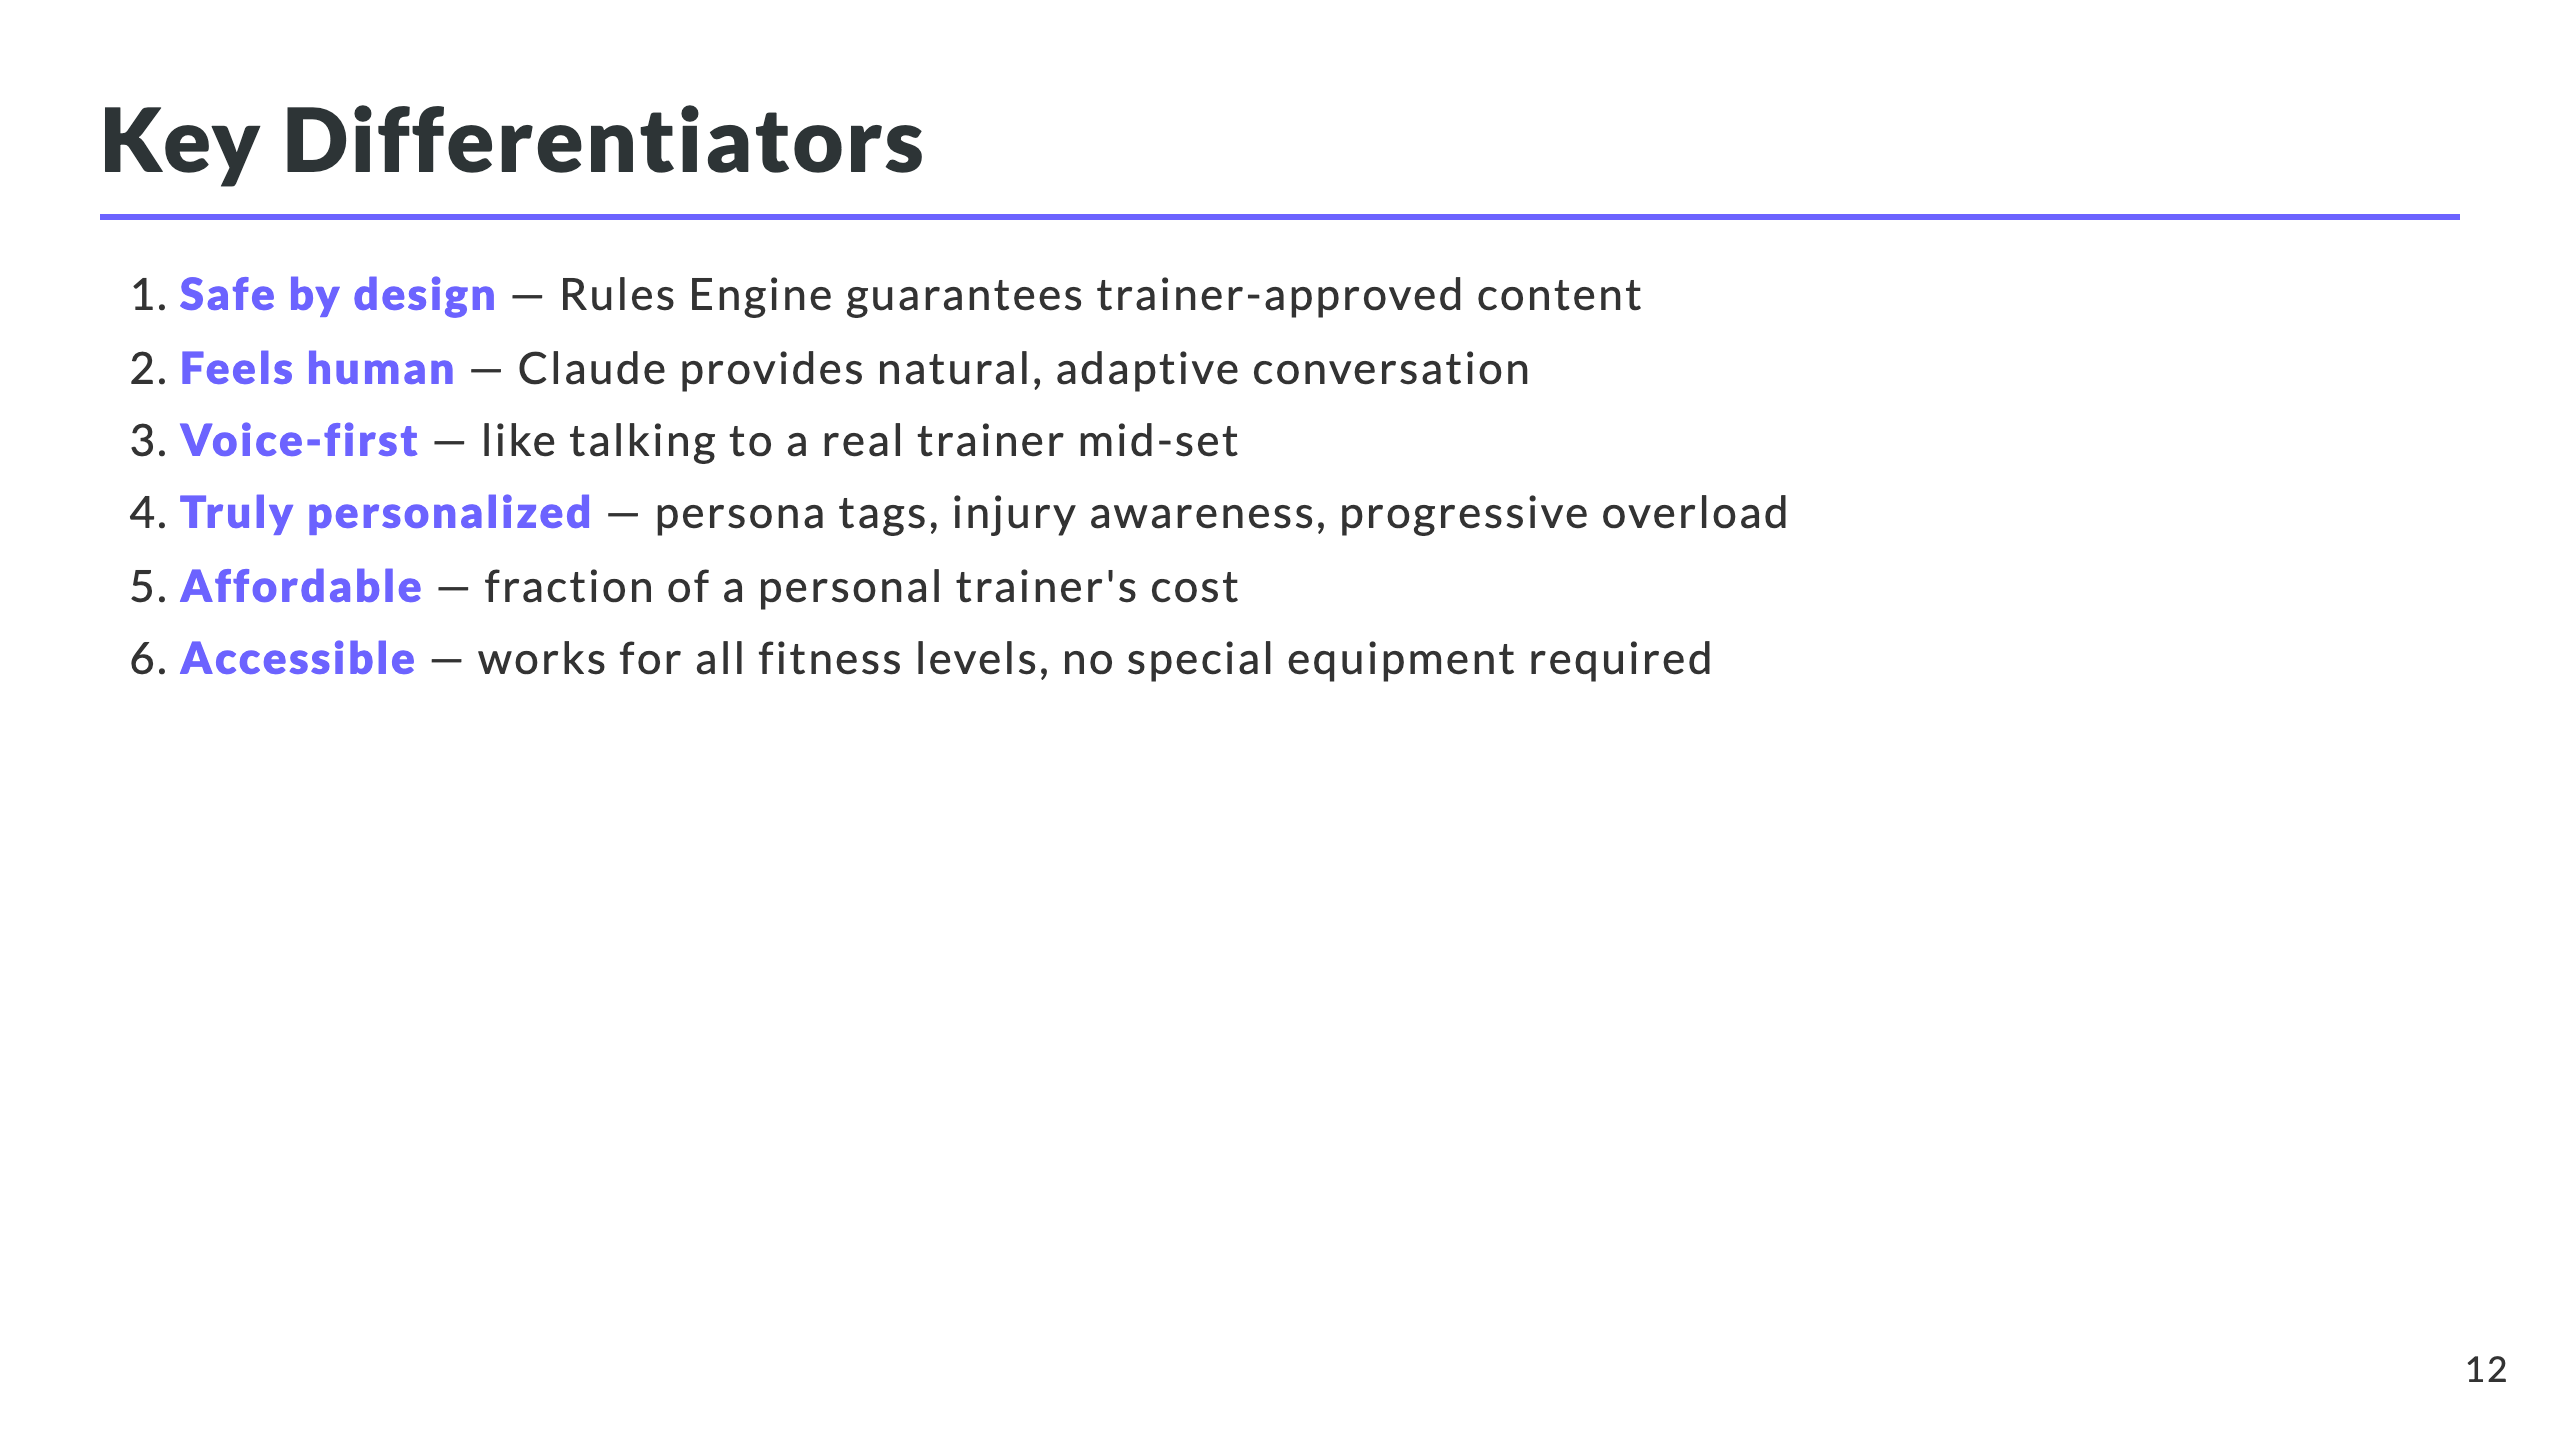 Key Differentiators
1. Safe by design — Rules Engine guarantees trainer-approved content
2. Feels human — Claude provides natural, adaptive conversation
3. Voice-first — like talking to a real trainer mid-set
4. Truly personalized — persona tags, injury awareness, progressive overload
5. Affordable — fraction of a personal trainer's cost
6. Accessible — works for all fitness levels, no special equipment required
12